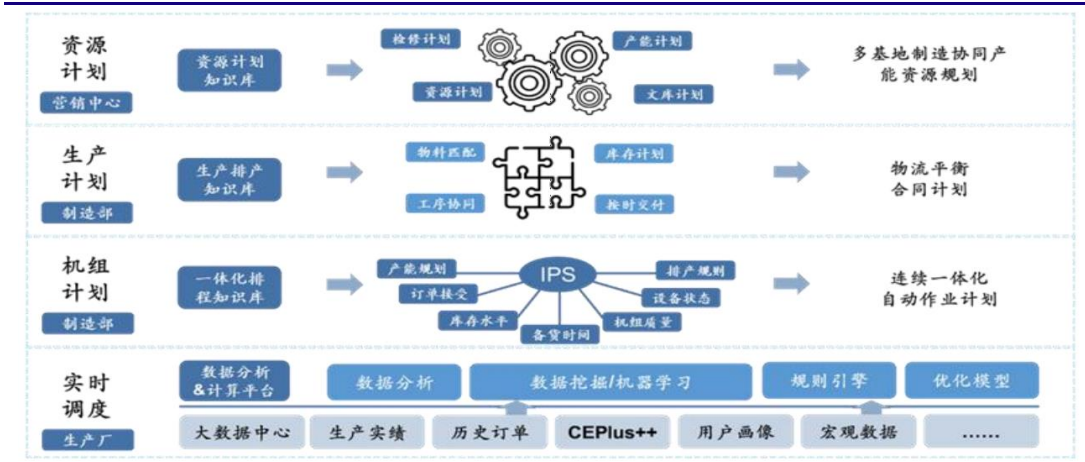 资源
计划
营销中心
资源计划
知识库
检修计划
产能计划
资源计划
文库计划
多基地制造协同产
能资源规划
生产
计划
制造部
生产排产
知识库
物料匹配
库存计划
工序协同
按时交付
物流平衡
合同计划
机组
计划
制造部
一体化排
程知识库
产能规划
IPS
排产规则
订单接受
设备状态
库存水平
机组质量
备货时间
连续一体化
自动作业计划
实时
调度
生产厂
数据分析
&计算平台
数据分析
数据挖掘/机器学习
规则引擎
优化模型
大数据中心
生产实绩
历史订单
CEPlus++
用户画像
宏观数据
......